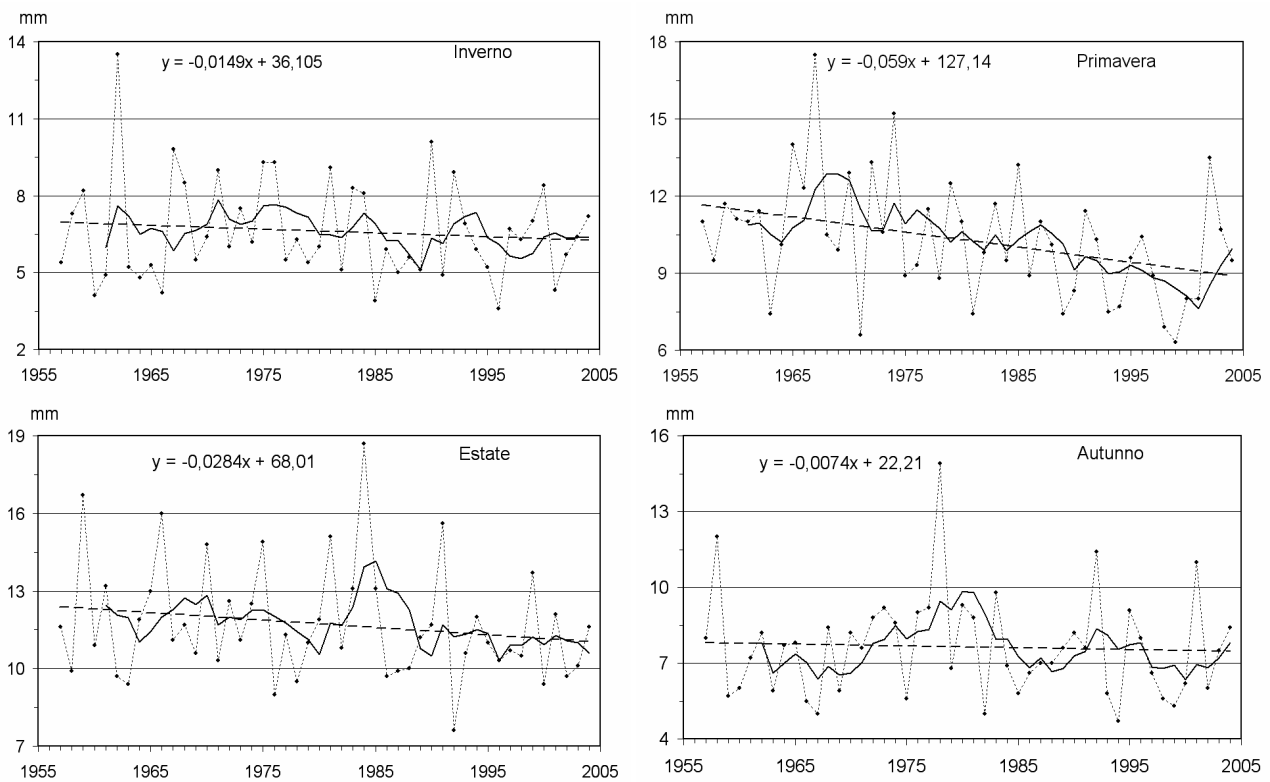 mm
14
11
8
5
2
y = -0,0149x + 36,105
Inverno
1955 1965 1975 1985 1995 2005
mm
18
15
12
9
6
y = -0,059x + 127,14
Primavera
1955 1965 1975 1985 1995 2005
mm
19
16
13
10
7
y = -0,0284x + 68,01
Estate
1955 1965 1975 1985 1995 2005
mm
16
13
10
7
4
y = -0,0074x + 22,21
Autunno
1955 1965 1975 1985 1995 2005